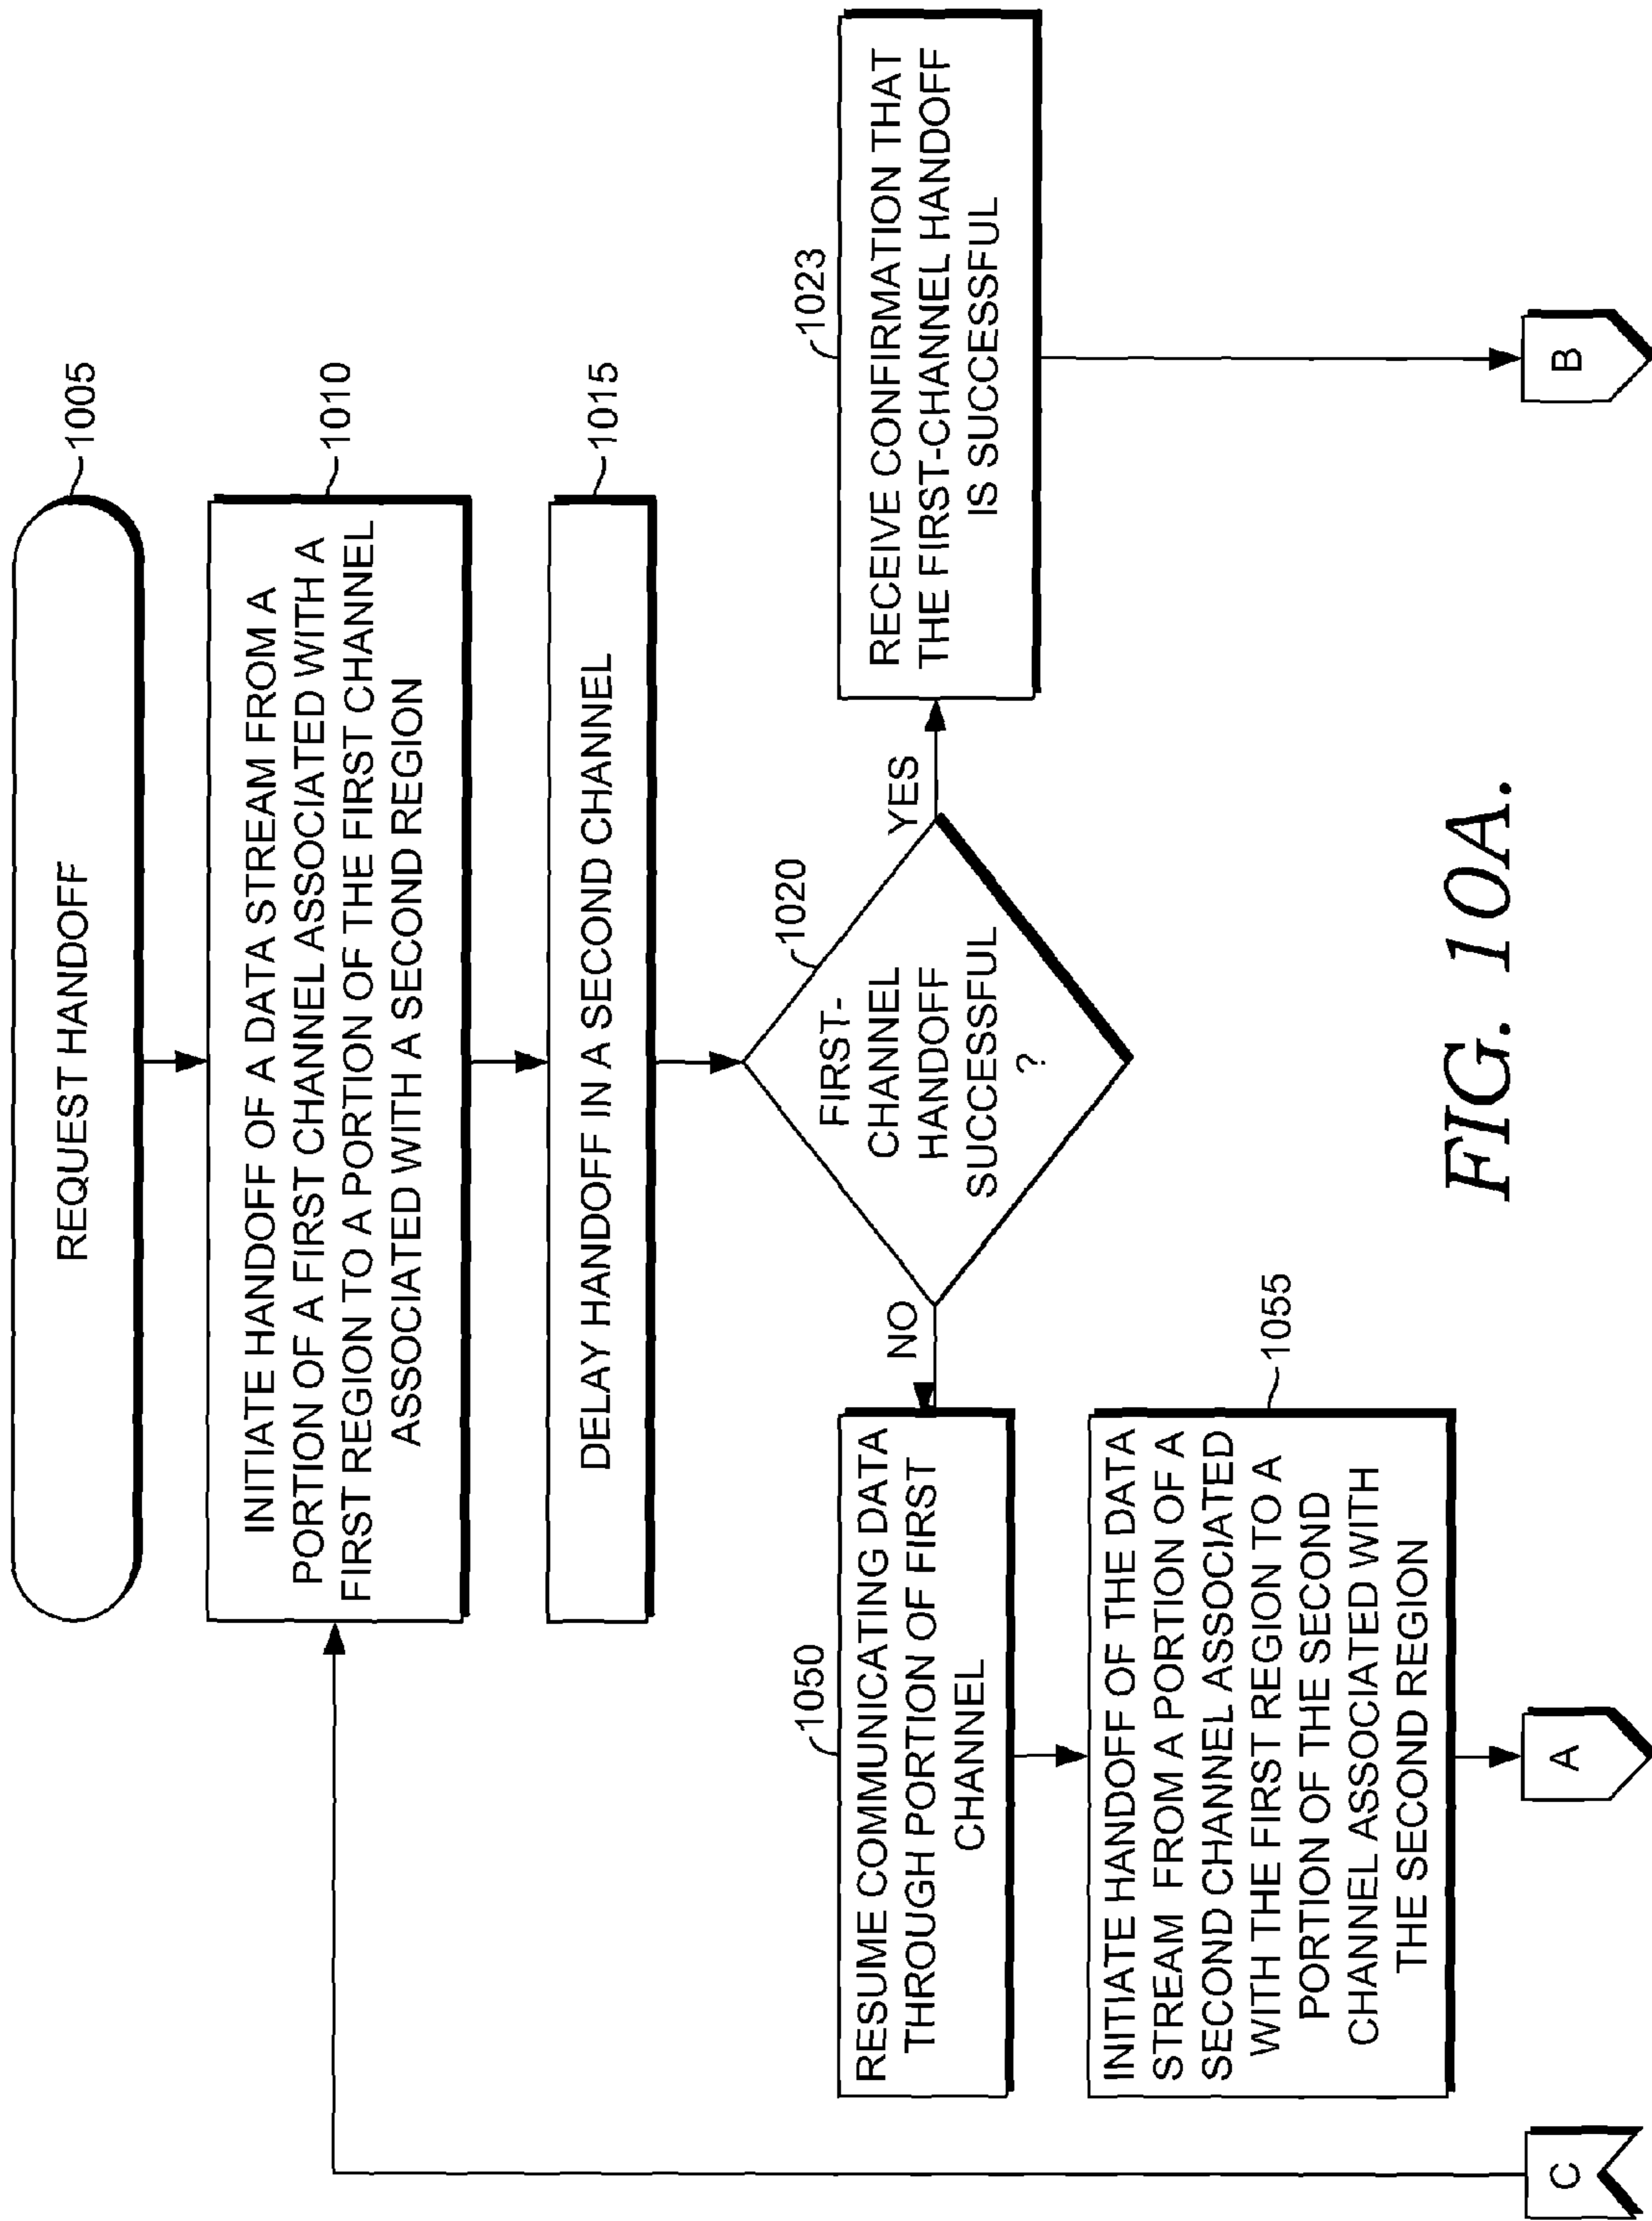 REQUEST HANDOFF
1005
INITIATE HANDOFF OF A DATA STREAM FROM A
PORTION OF A FIRST CHANNEL ASSOCIATED WITH A
FIRST REGION TO A PORTION OF THE FIRST CHANNEL
ASSOCIATED WITH A SECOND REGION
1010
DELAY HANDOFF IN A SECOND CHANNEL
1015
FIRST-
CHANNEL
HANDOFF
SUCCESSFUL
?
1020
NO
YES
1050
RESUME COMMUNICATING DATA
THROUGH PORTION OF FIRST
CHANNEL
1023
RECEIVE CONFIRMATION THAT
THE FIRST-CHANNEL HANDOFF
IS SUCCESSFUL
INITIATE HANDOFF OF THE DATA
STREAM FROM A PORTION OF A
SECOND CHANNEL ASSOCIATED
WITH THE FIRST REGION TO A
PORTION OF THE SECOND
CHANNEL ASSOCIATED WITH
THE SECOND REGION
1055
C
A
B
FIG. 10A.